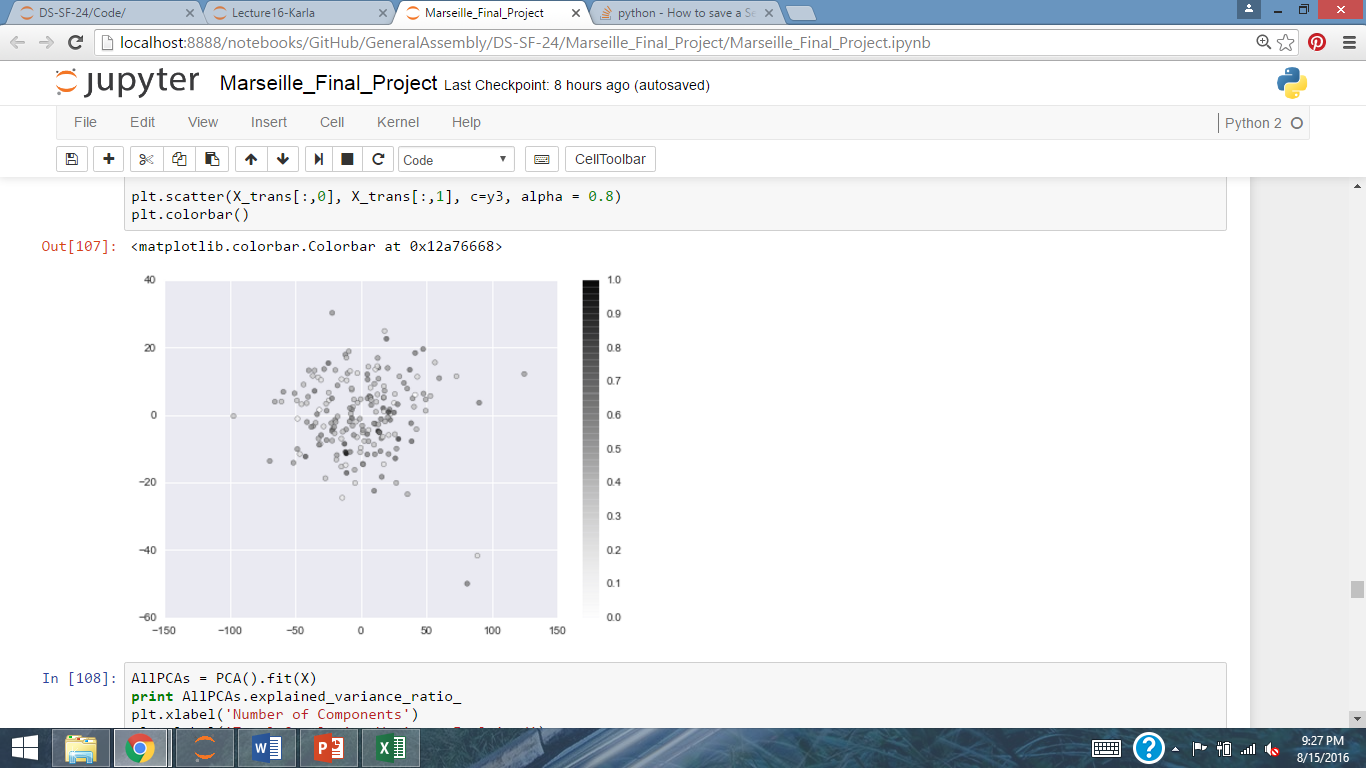 DS-SF-24/Code/
Lecture16-Karla
Marseille_Final_Project
python - How to save a Se
localhost:8888/notebooks/GitHub/GeneralAssembly/DS-SF-24/Marseille_Final_Project/Marseille_Final_Project.ipynb
jupyter Marseille_Final_Project Last Checkpoint: 8 hours ago (autosaved)
File Edit View Insert Cell Kernel Help
Python 2
Code
CellToolbar
plt.scatter(X_trans[:,0], X_trans[:,1], c=y3, alpha = 0.8)
plt.colorbar()
Out[107]: <matplotlib.colorbar.Colorbar at 0x12a76668>
40
20
0
−20
−40
−60
−150 −100 −50 0 50 100 150
1.0
0.9
0.8
0.7
0.6
0.5
0.4
0.3
0.2
0.1
0.0
In [108]: AllPCAs = PCA().fit(X)
print AllPCAs.explained_variance_ratio_
plt.xlabel('Number of Components')
9:27 PM
8/15/2016